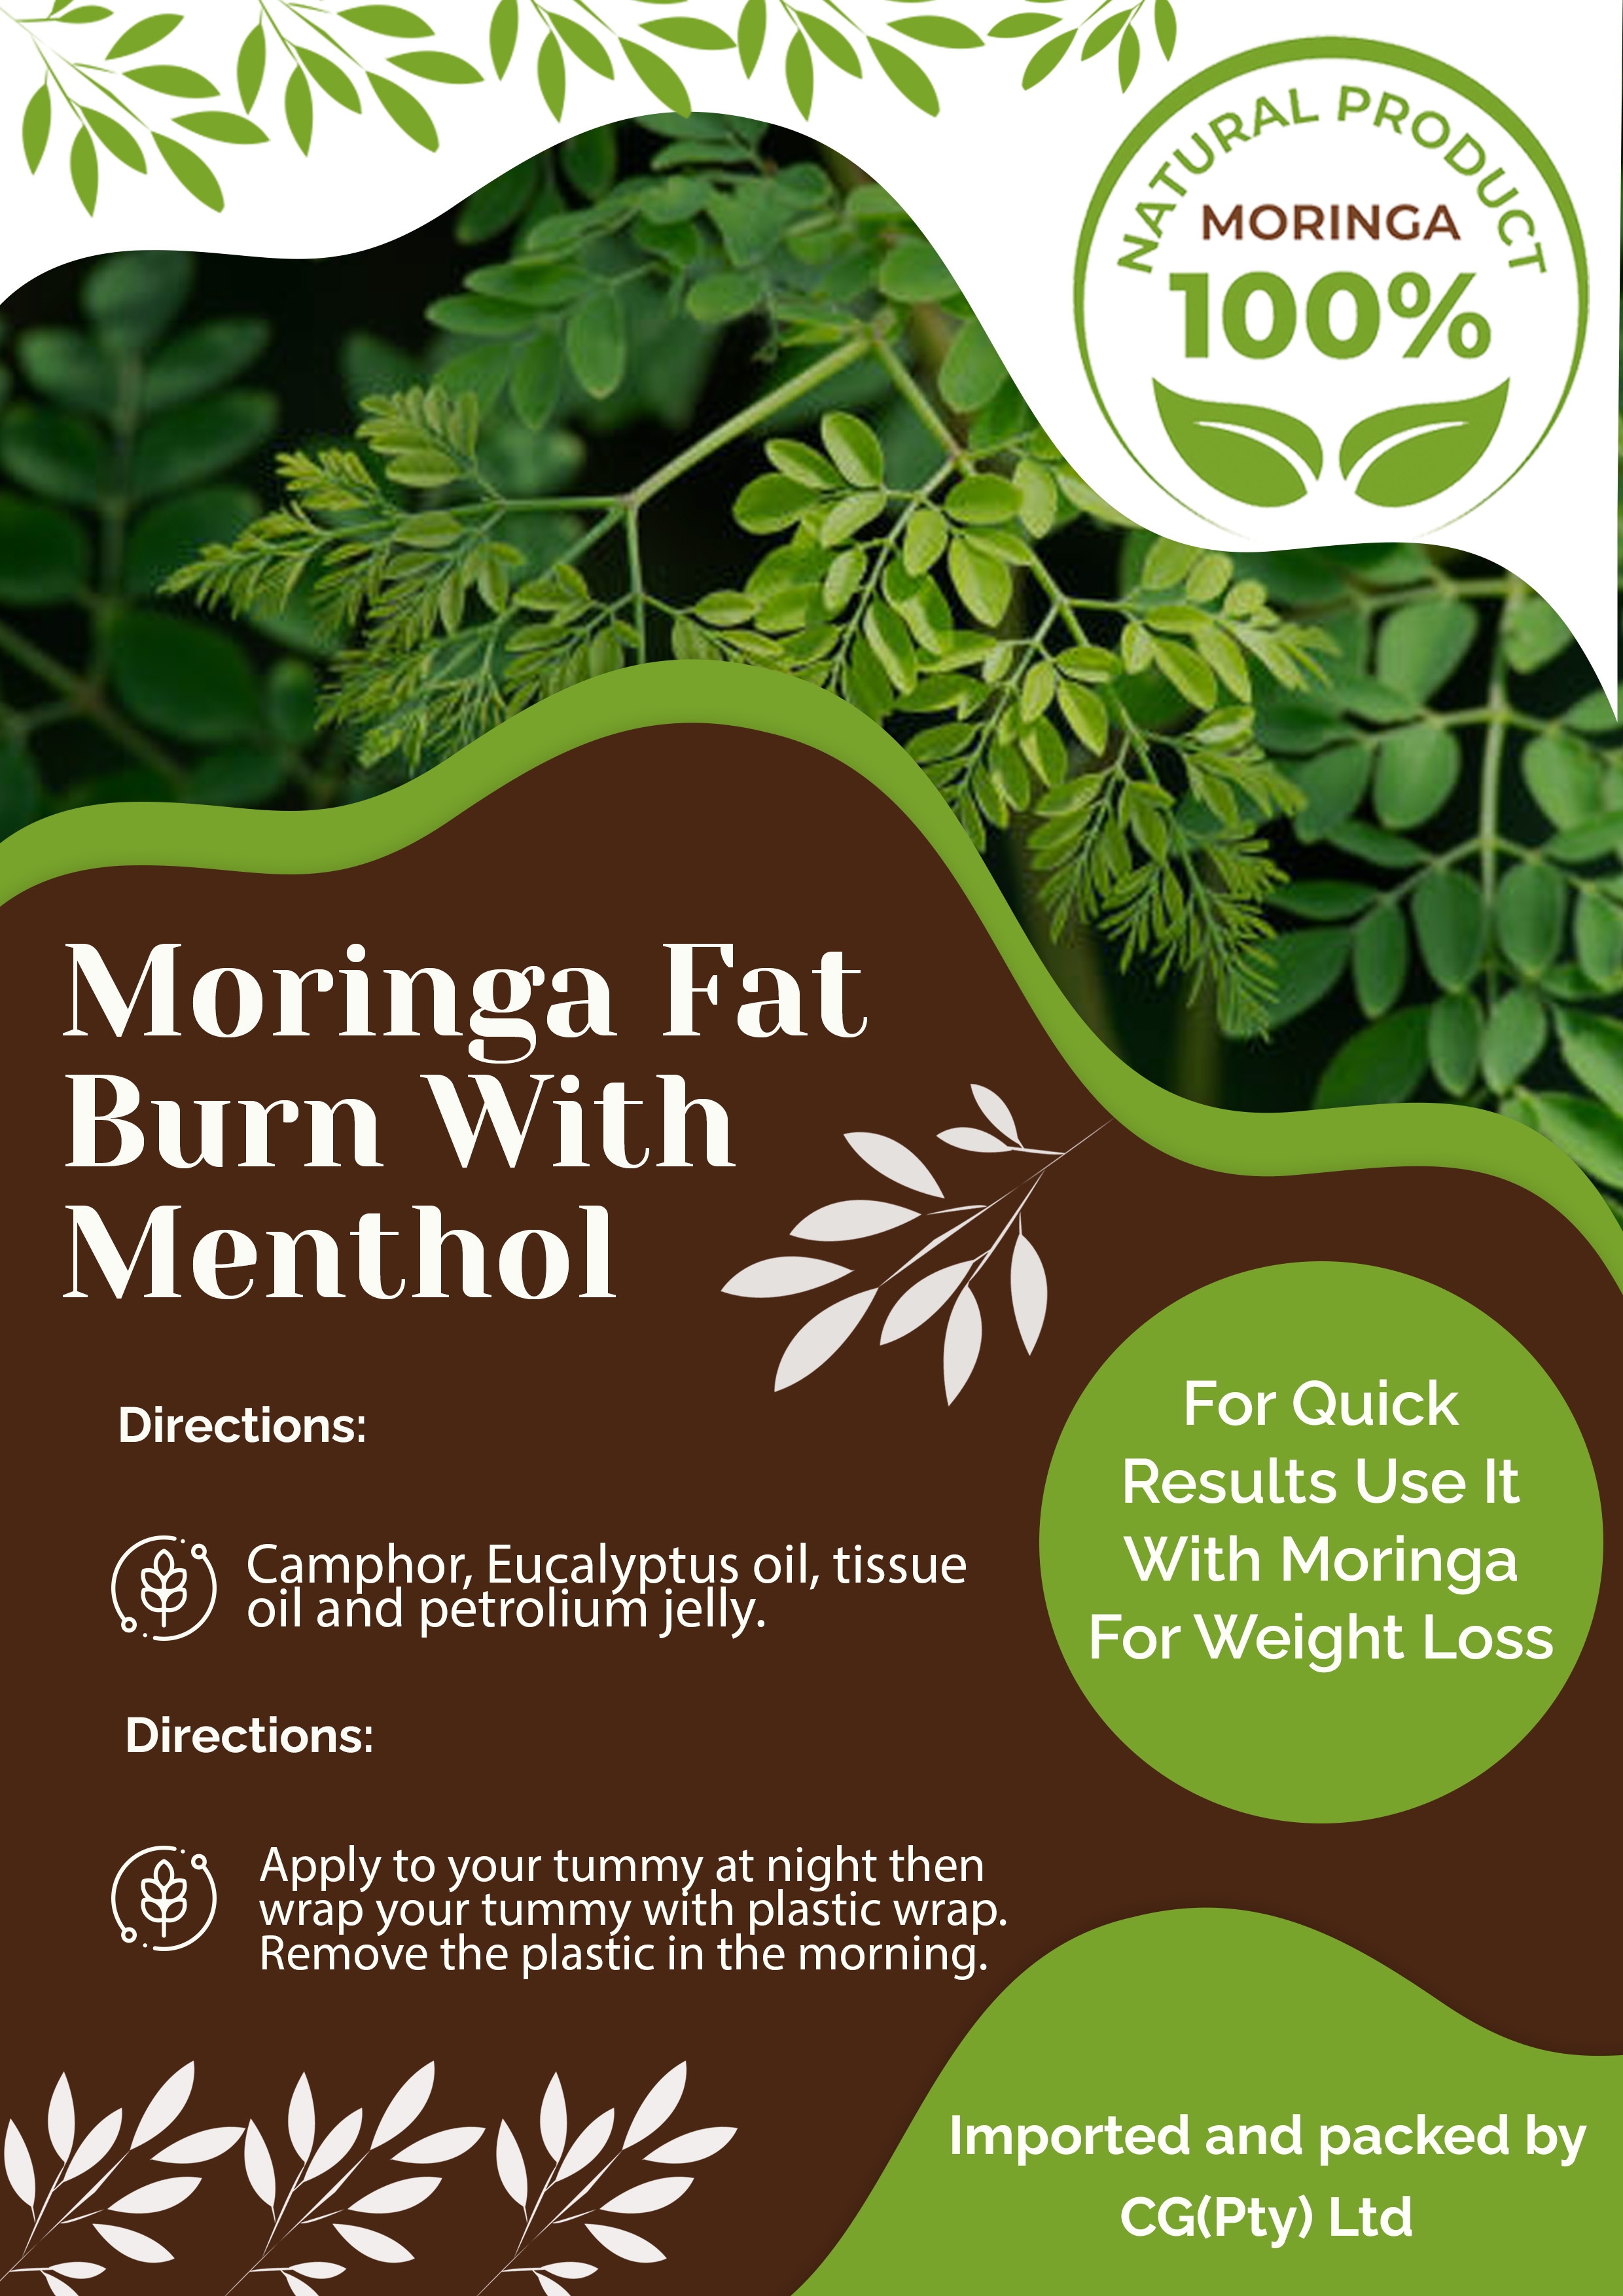 NATURAL PRODUCT
MORINGA
100%
Moringa Fat
Burn With
Menthol
Directions:
Camphor, Eucalyptus oil, tissue
oil and petrolium jelly.
For Quick
Results Use It
With Moringa
For Weight Loss
Directions:
Apply to your tummy at night then
wrap your tummy with plastic wrap.
Remove the plastic in the morning.
Imported and packed by
CG(Pty) Ltd